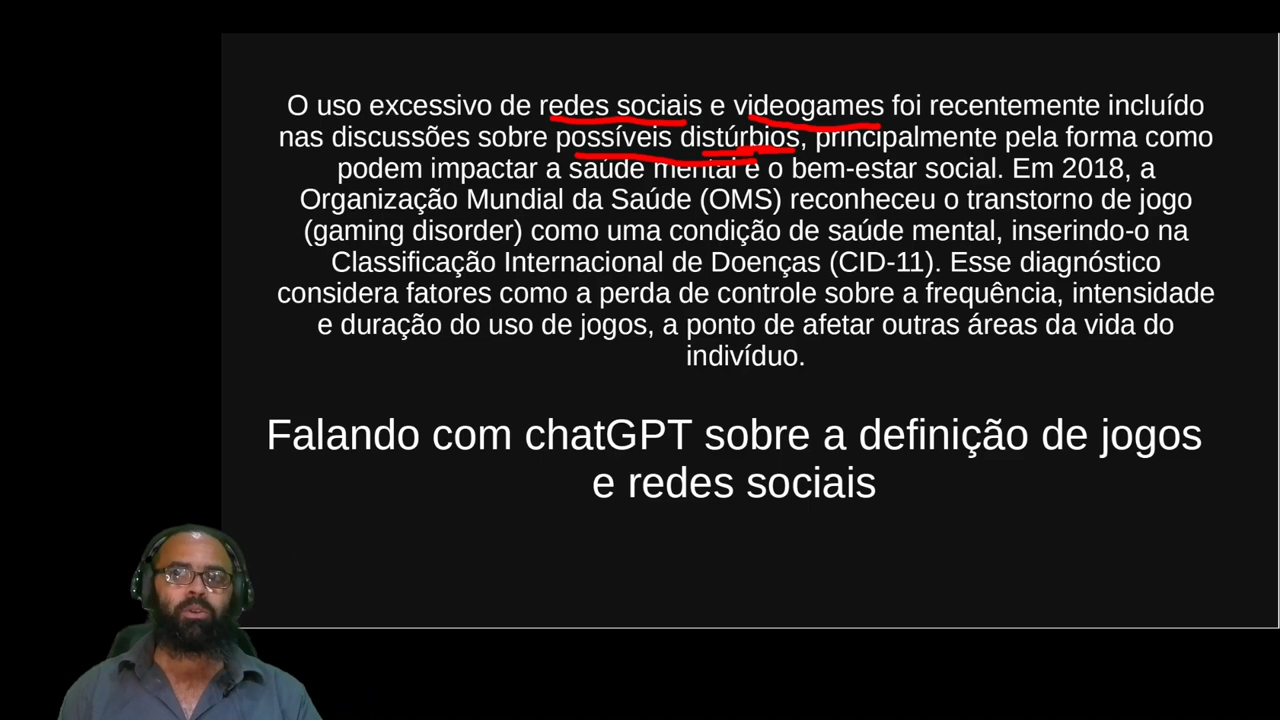 O uso excessivo de redes sociais e videogames foi recentemente incluído
nas discussões sobre possíveis distúrbios, principalmente pela forma como
podem impactar a saúde mental e o bem-estar social. Em 2018, a
Organização Mundial da Saúde (OMS) reconheceu o transtorno de jogo
(gaming disorder) como uma condição de saúde mental, inserindo-o na
Classificação Internacional de Doenças (CID-11). Esse diagnóstico
considera fatores como a perda de controle sobre a frequência, intensidade
e duração do uso de jogos, a ponto de afetar outras áreas da vida do
indivíduo.
Falando com chatGPT sobre a definição de jogos
e redes sociais